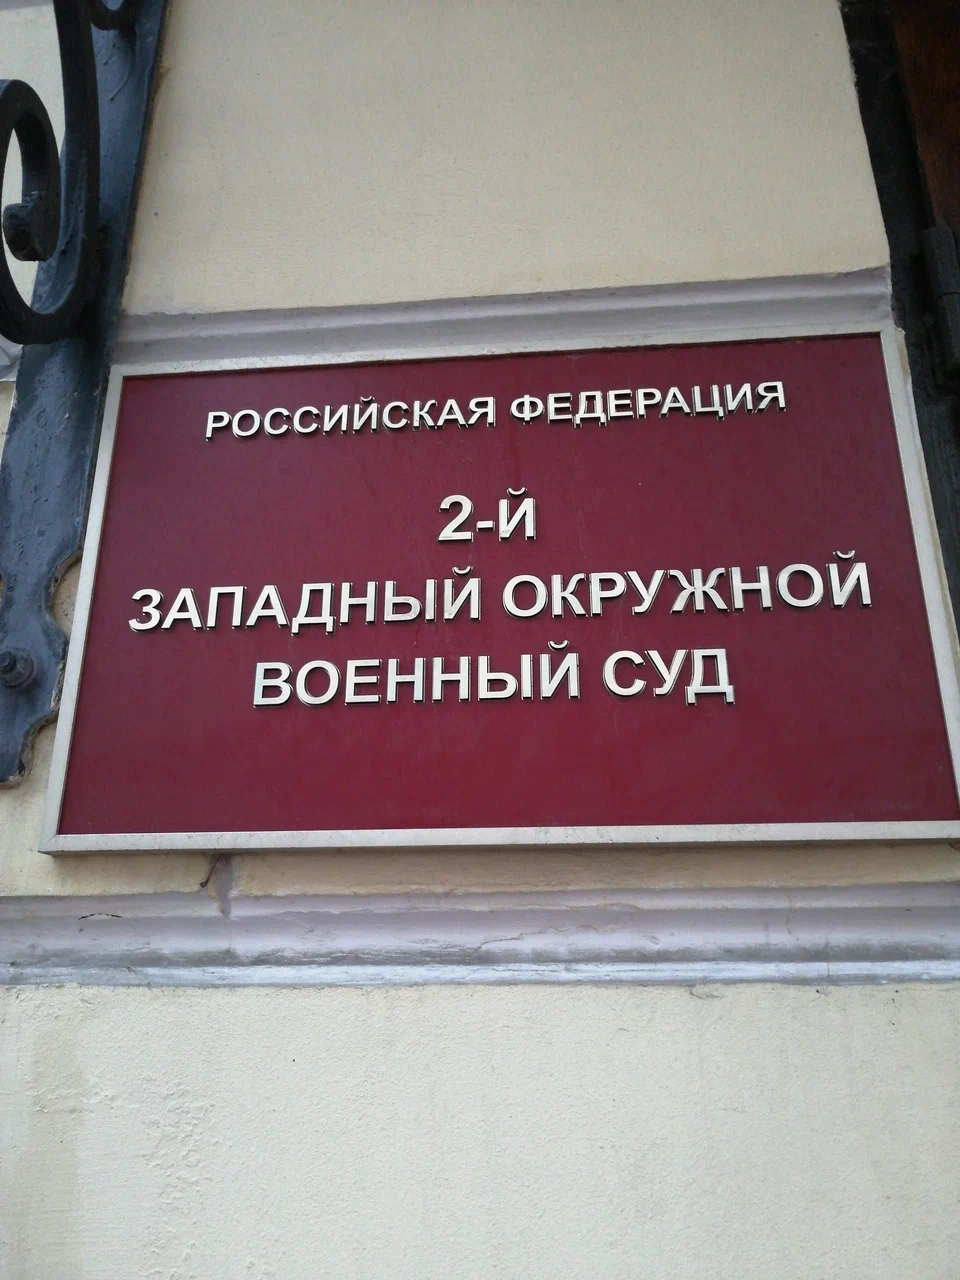 РОССИЙСКАЯ ФЕДЕРАЦИЯ
2-Й
ЗАПАДНЫЙ ОКРУЖНОЙ
ВОЕННЫЙ СУД